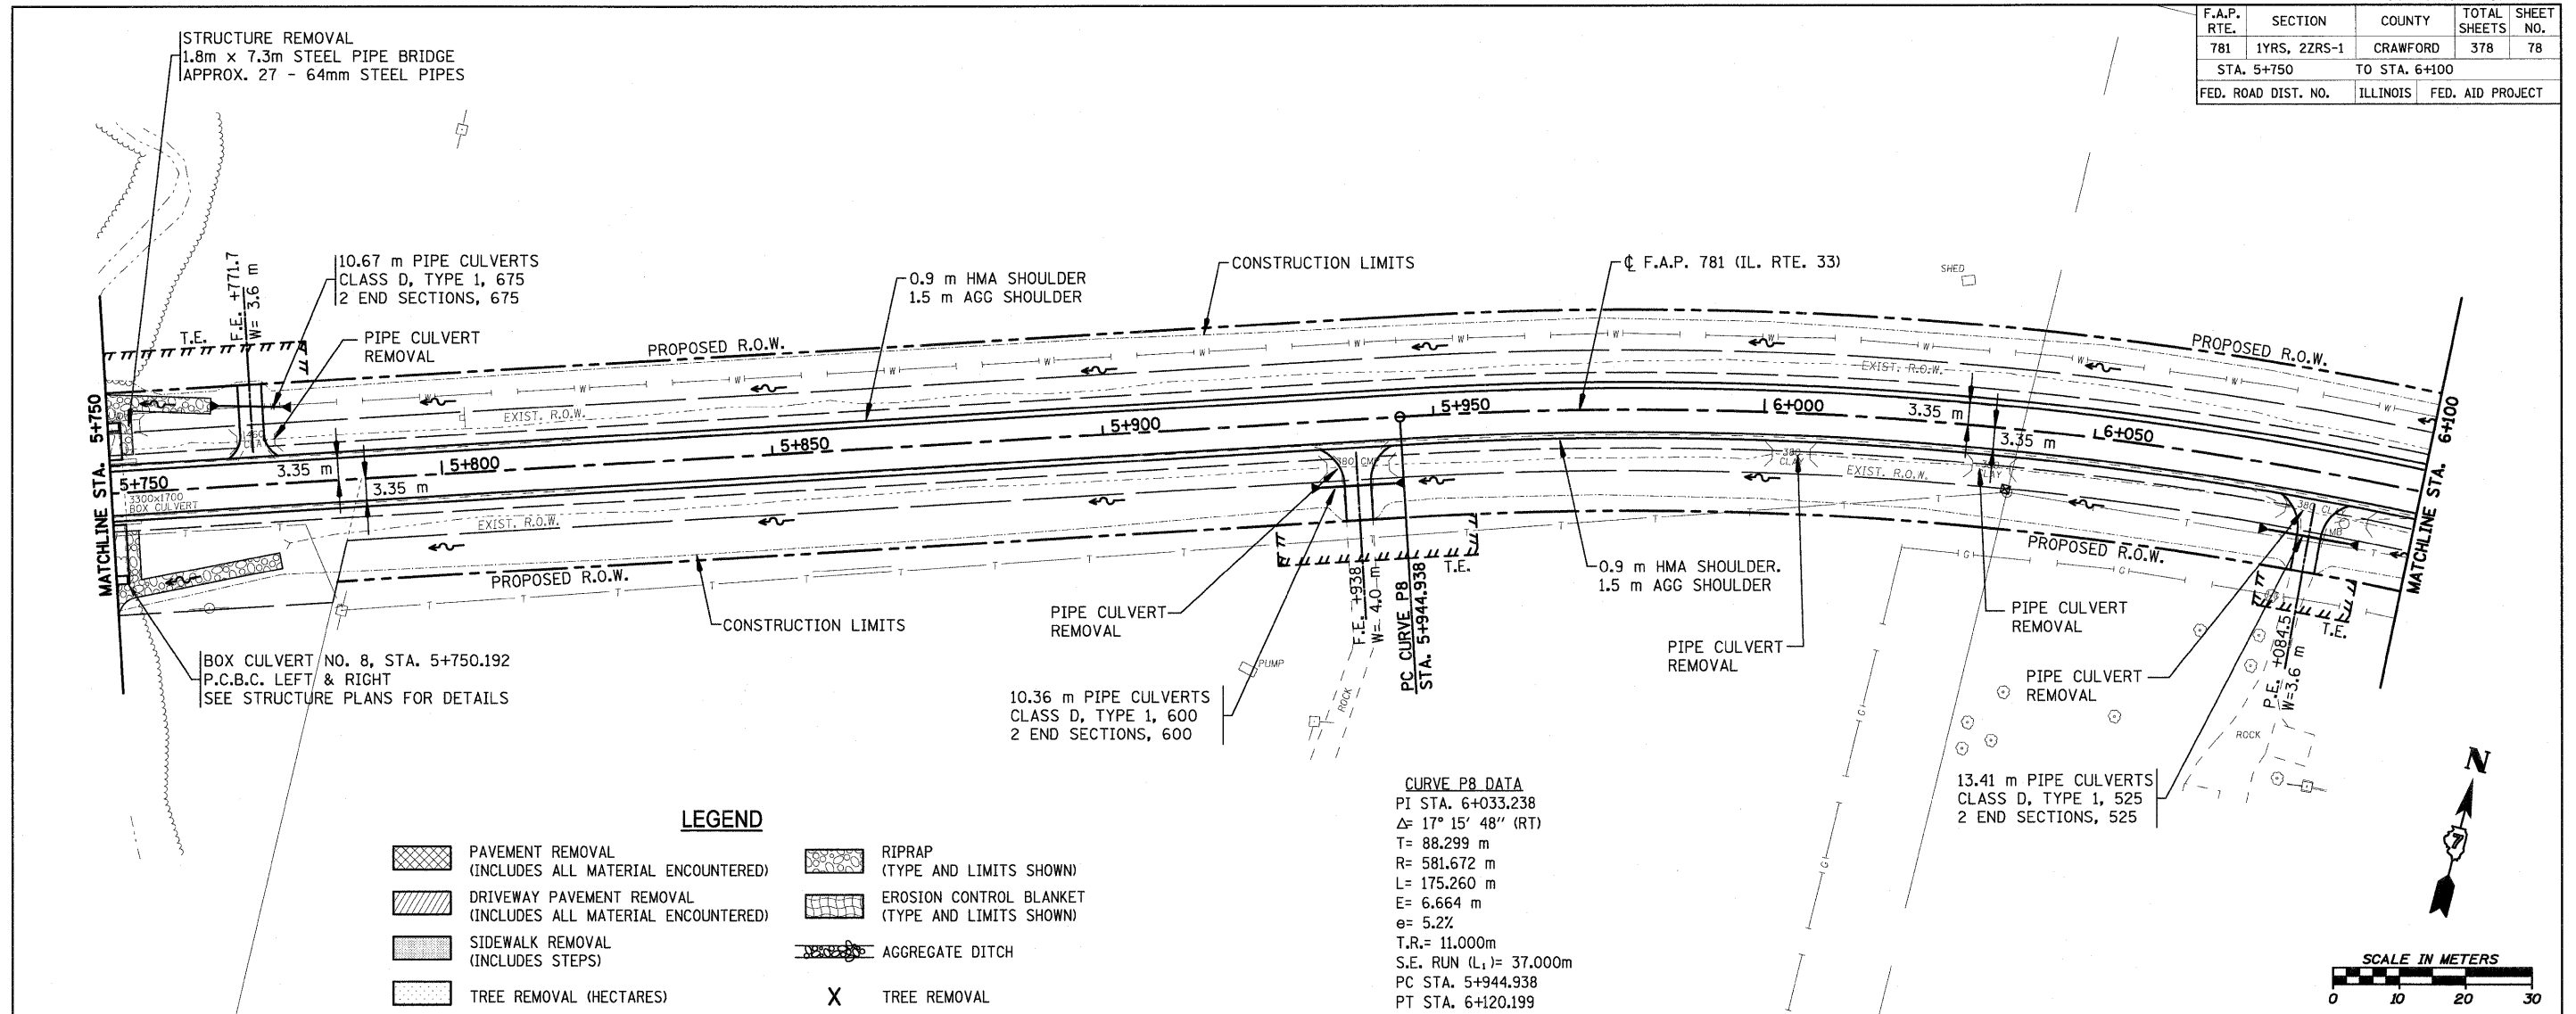 F.A.P. RTE. SECTION COUNTY TOTAL SHEETS SHEET NO.
781 1YRS, 2ZRS-1 CRAWFORD 378 78
STA. 5+750 TO STA. 6+100
FED. ROAD DIST. NO. ILLINOIS FED. AID PROJECT
STRUCTURE REMOVAL
1.8m x 7.3m STEEL PIPE BRIDGE
APPROX. 27 - 64mm STEEL PIPES
F.E. +771.7
W= 3.6 m
10.67 m PIPE CULVERTS
CLASS D, TYPE 1, 675
2 END SECTIONS, 675
PIPE CULVERT
REMOVAL
T.E.
0.9 m HMA SHOULDER
1.5 m AGG SHOULDER
CONSTRUCTION LIMITS
℄ F.A.P. 781 (IL. RTE. 33)
SHED
PROPOSED R.O.W.
PROPOSED R.O.W.
EXIST. R.O.W.
EXIST. R.O.W.
MATCHLINE STA. 5+750
5+750
3300x1700
BOX CULVERT
3.35 m
3.35 m
5+800
5+850
5+900
5+950
6+000
6+050
3.35 m
3.35 m
MATCHLINE STA. 6+100
380 CMP
380
CLAY
EXIST. R.O.W.
EXIST. R.O.W.
PROPOSED R.O.W.
PROPOSED R.O.W.
CONSTRUCTION LIMITS
BOX CULVERT NO. 8, STA. 5+750.192
P.C.B.C. LEFT & RIGHT
SEE STRUCTURE PLANS FOR DETAILS
PIPE CULVERT
REMOVAL
10.36 m PIPE CULVERTS
CLASS D, TYPE 1, 600
2 END SECTIONS, 600
PUMP
ROCK
F.E. +938
W= 4.0 m
PC CURVE P8
STA. 5+944.938
T.E.
0.9 m HMA SHOULDER.
1.5 m AGG SHOULDER
PIPE CULVERT
REMOVAL
PIPE CULVERT
REMOVAL
PIPE CULVERT
REMOVAL
P.E. +084.5
W=3.6 m
T.E.
ROCK
13.41 m PIPE CULVERTS
CLASS D, TYPE 1, 525
2 END SECTIONS, 525
N
7
CURVE P8 DATA
PI STA. 6+033.238
Δ= 17° 15' 48" (RT)
T= 88.299 m
R= 581.672 m
L= 175.260 m
E= 6.664 m
e= 5.2%
T.R.= 11.000m
S.E. RUN (L₁)= 37.000m
PC STA. 5+944.938
PT STA. 6+120.199
LEGEND
PAVEMENT REMOVAL
(INCLUDES ALL MATERIAL ENCOUNTERED)
DRIVEWAY PAVEMENT REMOVAL
(INCLUDES ALL MATERIAL ENCOUNTERED)
SIDEWALK REMOVAL
(INCLUDES STEPS)
TREE REMOVAL (HECTARES)
RIPRAP
(TYPE AND LIMITS SHOWN)
EROSION CONTROL BLANKET
(TYPE AND LIMITS SHOWN)
AGGREGATE DITCH
X TREE REMOVAL
SCALE IN METERS
0 10 20 30